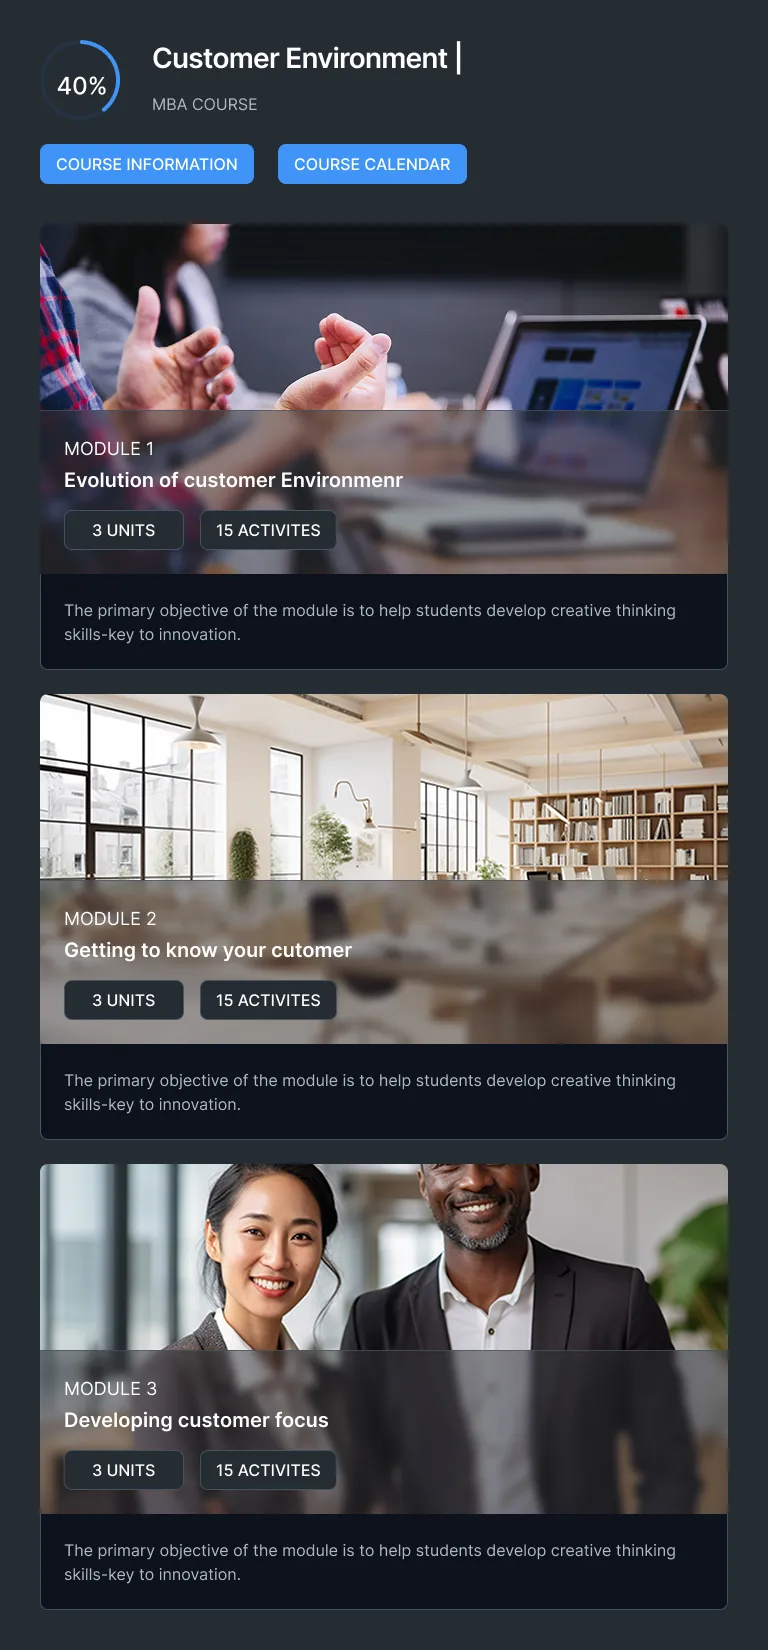 40%
Customer Environment |
MBA COURSE
COURSE INFORMATION
COURSE CALENDAR
MODULE 1
Evolution of customer Environmenr
3 UNITS
15 ACTIVITES
The primary objective of the module is to help students develop creative thinking
skills-key to innovation.
MODULE 2
Getting to know your cutomer
3 UNITS
15 ACTIVITES
The primary objective of the module is to help students develop creative thinking
skills-key to innovation.
MODULE 3
Developing customer focus
3 UNITS
15 ACTIVITES
The primary objective of the module is to help students develop creative thinking
skills-key to innovation.